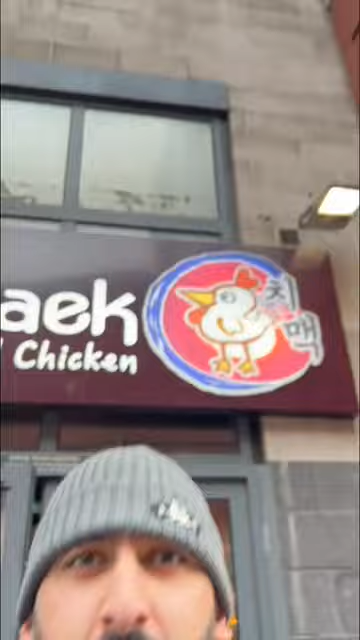 aek
Chicken
치
맥